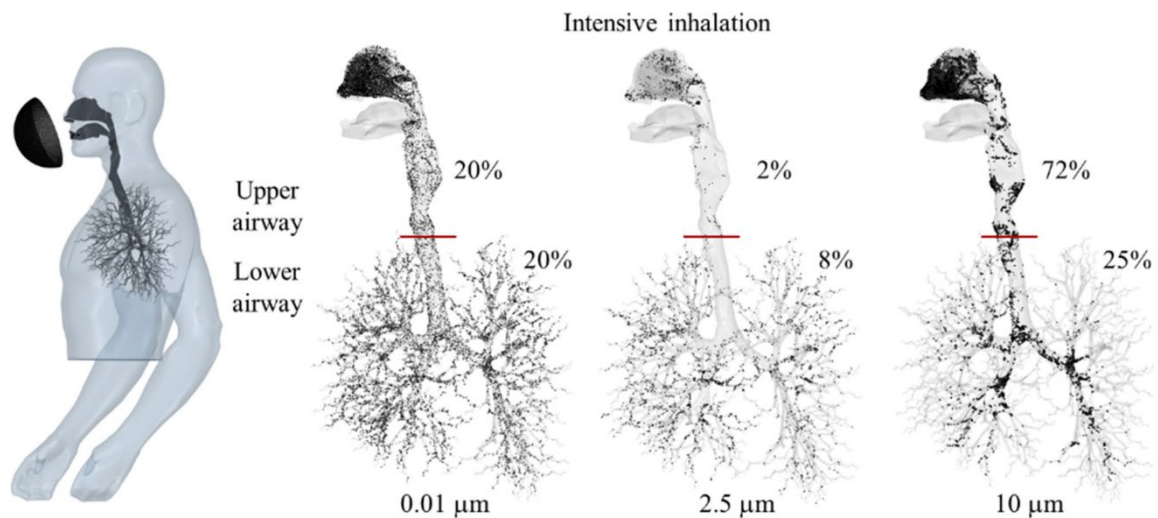 Intensive inhalation
Upper
airway
Lower
airway
20%
20%
0.01 µm
2%
8%
2.5 µm
72%
25%
10 µm